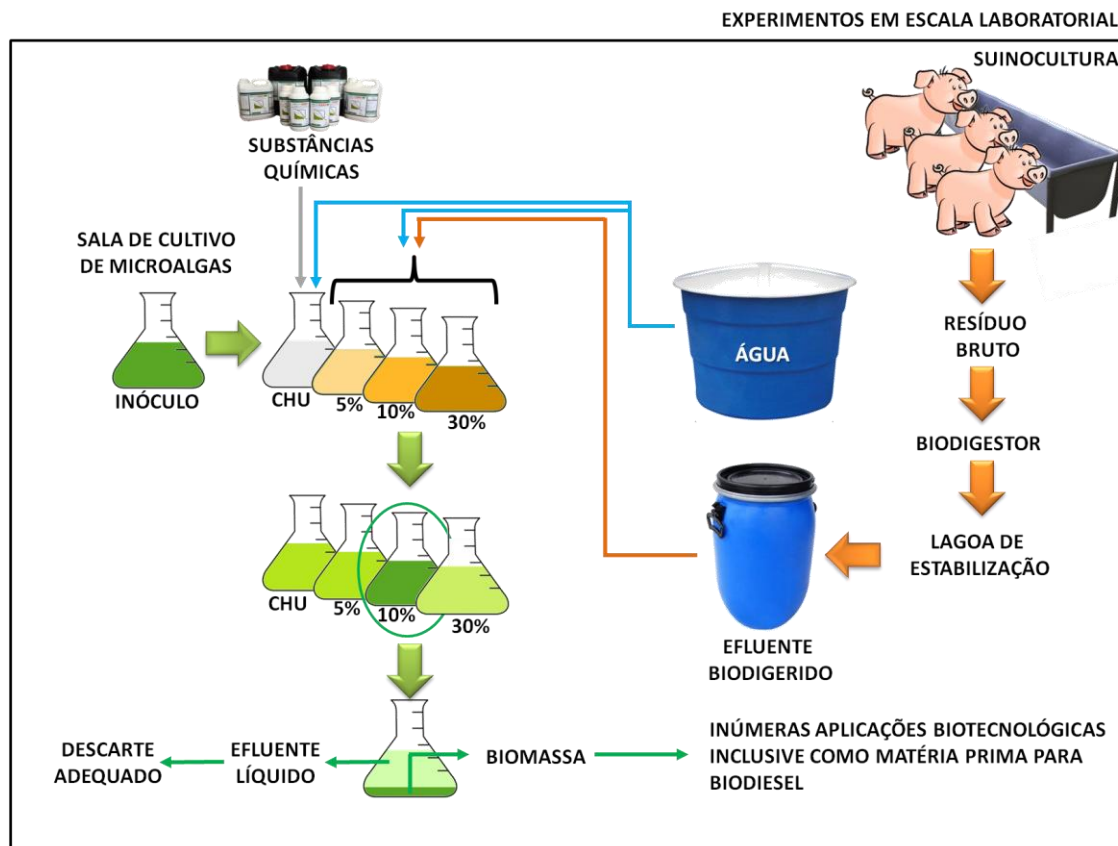 EXPERIMENTOS EM ESCALA LABORATORIAL
SUINOCULTURA
SUBSTÂNCIAS
QUÍMICAS
SALA DE CULTIVO
DE MICROALGAS
INÓCULO
CHU
5%
10%
30%
ÁGUA
RESÍDUO
BRUTO
BIODIGESTOR
LAGOA DE
ESTABILIZAÇÃO
EFLUENTE
BIODIGERIDO
CHU
5%
10%
30%
DESCARTE
ADEQUADO
EFLUENTE
LÍQUIDO
BIOMASSA
INÚMERAS APLICAÇÕES BIOTECNOLÓGICAS
INCLUSIVE COMO MATÉRIA PRIMA PARA
BIODIESEL